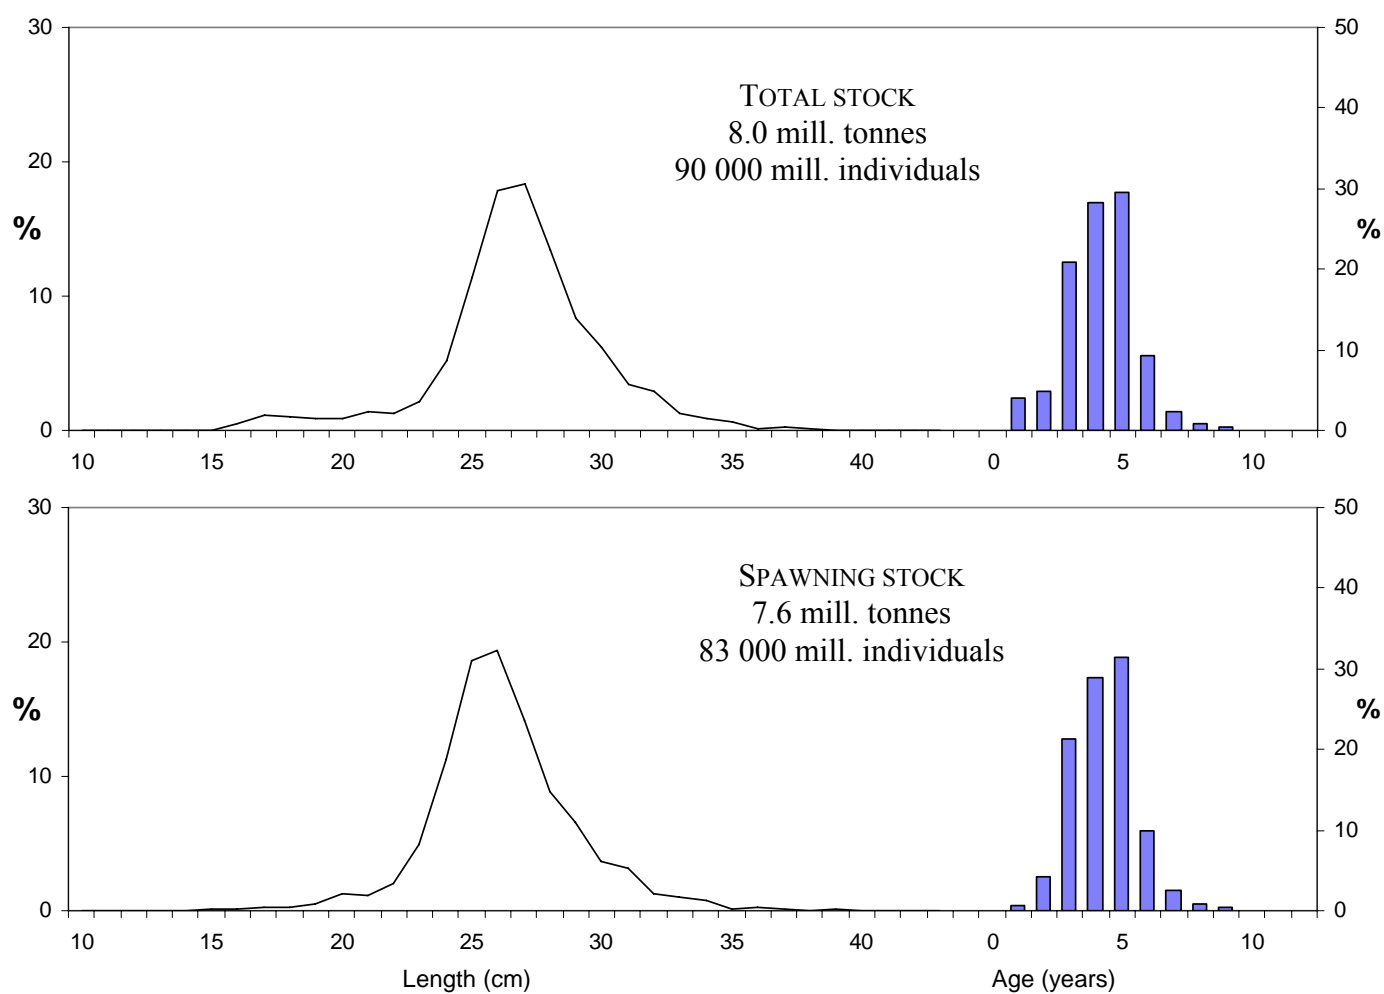 30
50
TOTAL STOCK
40
8.0 mill. tonnes
20
90 000 mill. individuals
30
%
%
20
10
10
0
0
10 15 20 25 30 35 40 0 5 10
30
50
SPAWNING STOCK
40
7.6 mill. tonnes
20
83 000 mill. individuals
30
%
%
20
10
10
0
0
10 15 20 25 30 35 40 0 5 10
Length (cm)
Age (years)